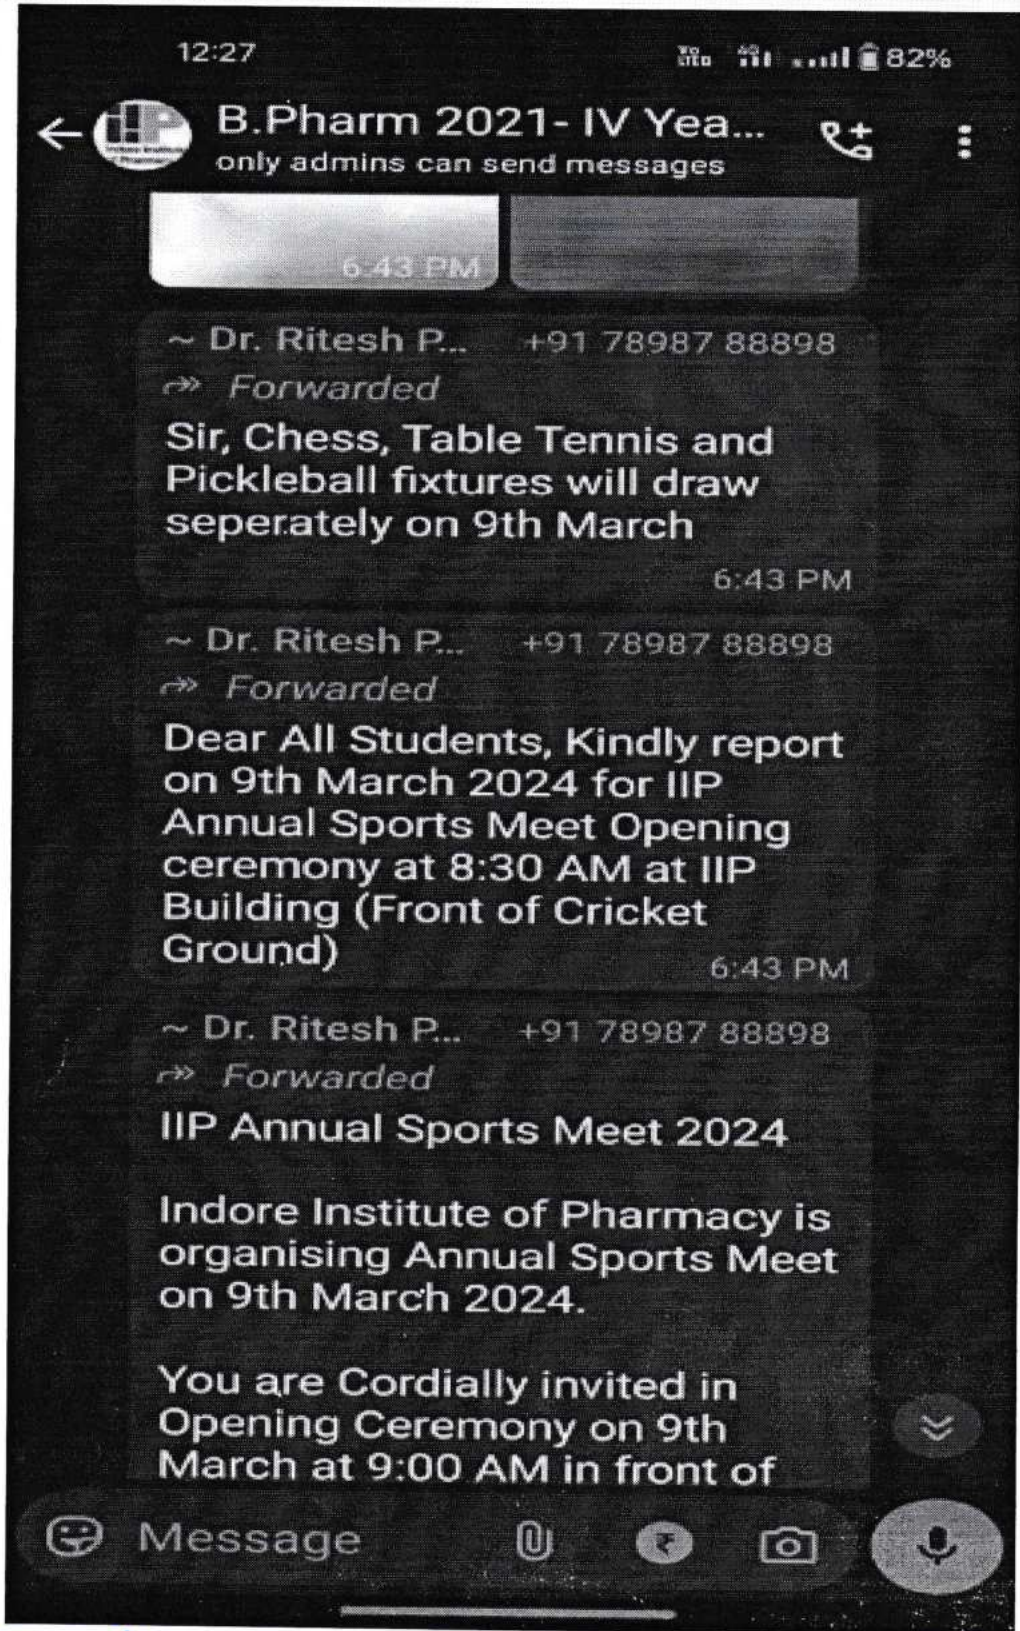 12:27 82%
B.Pharm 2021- IV Yea...
only admins can send messages
6:43 PM
~ Dr. Ritesh P... +91 78987 88898
Forwarded
Sir, Chess, Table Tennis and
Pickleball fixtures will draw
seperately on 9th March
6:43 PM
~ Dr. Ritesh P... +91 78987 88898
Forwarded
Dear All Students, Kindly report
on 9th March 2024 for IIP
Annual Sports Meet Opening
ceremony at 8:30 AM at IIP
Building (Front of Cricket
Ground)
6:43 PM
~ Dr. Ritesh P... +91 78987 88898
Forwarded
IIP Annual Sports Meet 2024
Indore Institute of Pharmacy is
organising Annual Sports Meet
on 9th March 2024.
You are Cordially invited in
Opening Ceremony on 9th
March at 9:00 AM in front of
Message ₹